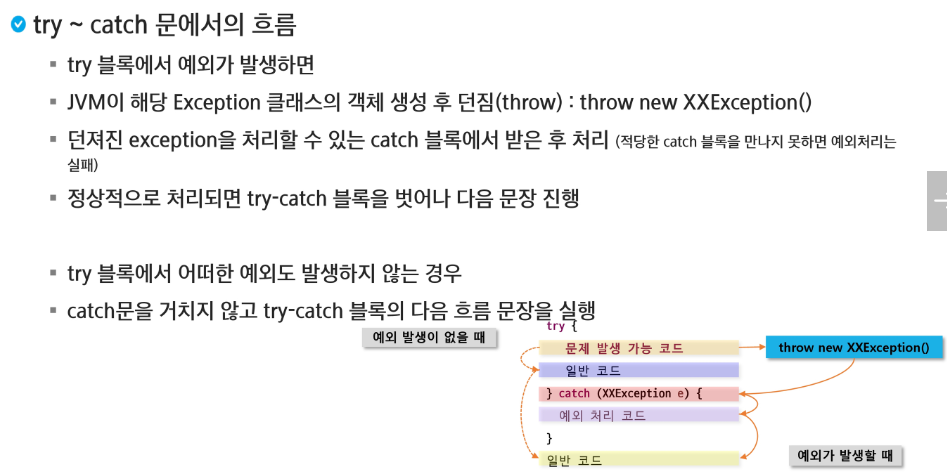 try ~ catch 문에서의 흐름
try 블록에서 예외가 발생하면
JVM이 해당 Exception 클래스의 객체 생성 후 던짐(throw) : throw new XXException()
던져진 exception을 처리할 수 있는 catch 블록에서 받은 후 처리 (적당한 catch 블록을 만나지 못하면 예외처리는
실패)
정상적으로 처리되면 try-catch 블록을 벗어나 다음 문장 진행
try 블록에서 어떠한 예외도 발생하지 않는 경우
catch문을 거치지 않고 try-catch 블록의 다음 흐름 문장을 실행
예외 발생이 없을 때
try {
문제 발생 가능 코드
throw new XXException()
일반 코드
} catch (XXException e) {
예외 처리 코드
}
예외가 발생할 때
일반 코드